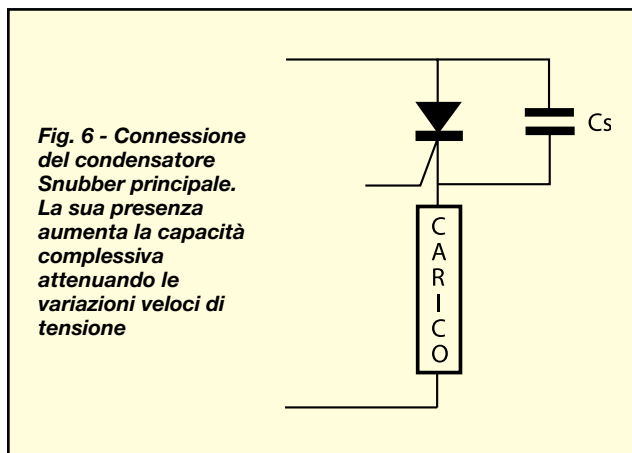 Fig. 6 - Connessione
del condensatore
Snubber principale.
La sua presenza
aumenta la capacità
complessiva
attenuando le
variazioni veloci di
tensione
Cs
CARICO